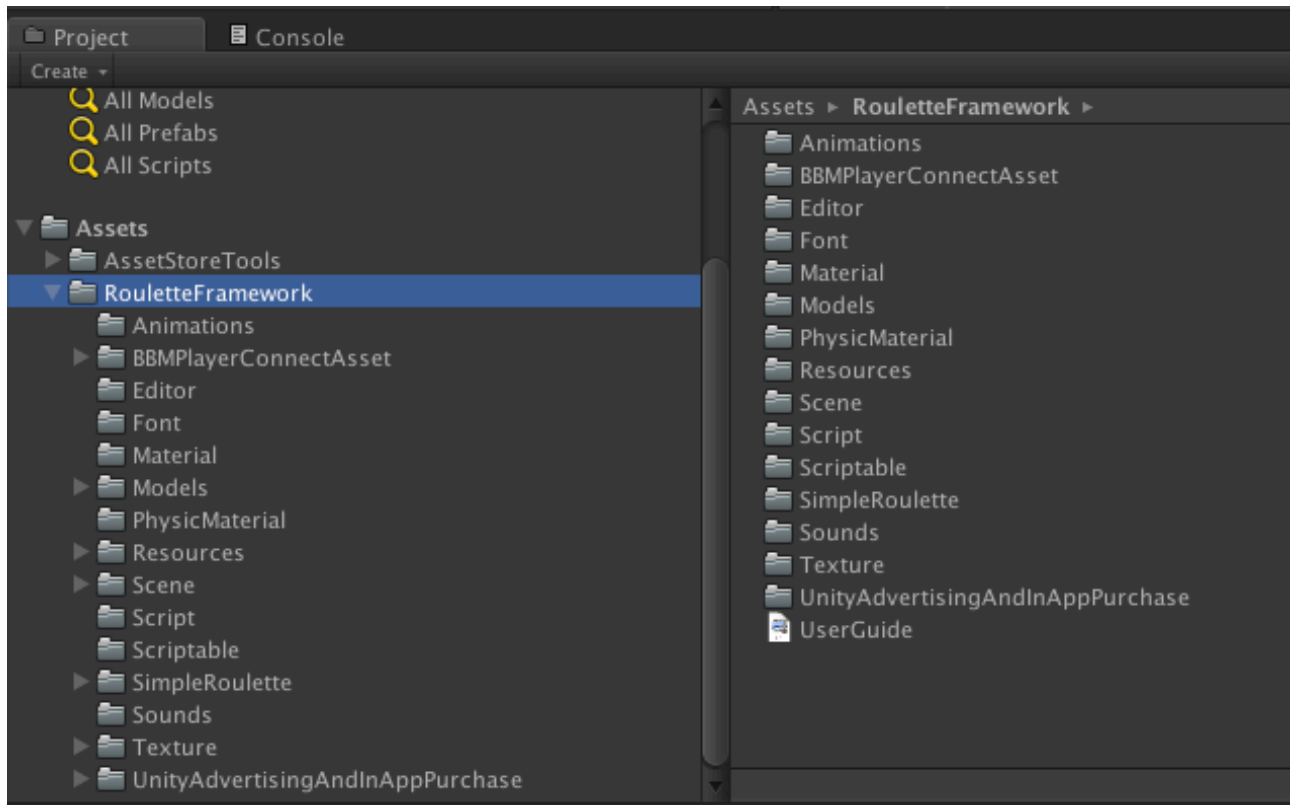 Project
Console
Create
All Models
All Prefabs
All Scripts
Assets
AssetStoreTools
RouletteFramework
Animations
BBMPlayerConnectAsset
Editor
Font
Material
Models
PhysicMaterial
Resources
Scene
Script
Scriptable
SimpleRoulette
Sounds
Texture
UnityAdvertisingAndInAppPurchase
Assets ► RouletteFramework ►
Animations
BBMPlayerConnectAsset
Editor
Font
Material
Models
PhysicMaterial
Resources
Scene
Script
Scriptable
SimpleRoulette
Sounds
Texture
UnityAdvertisingAndInAppPurchase
UserGuide